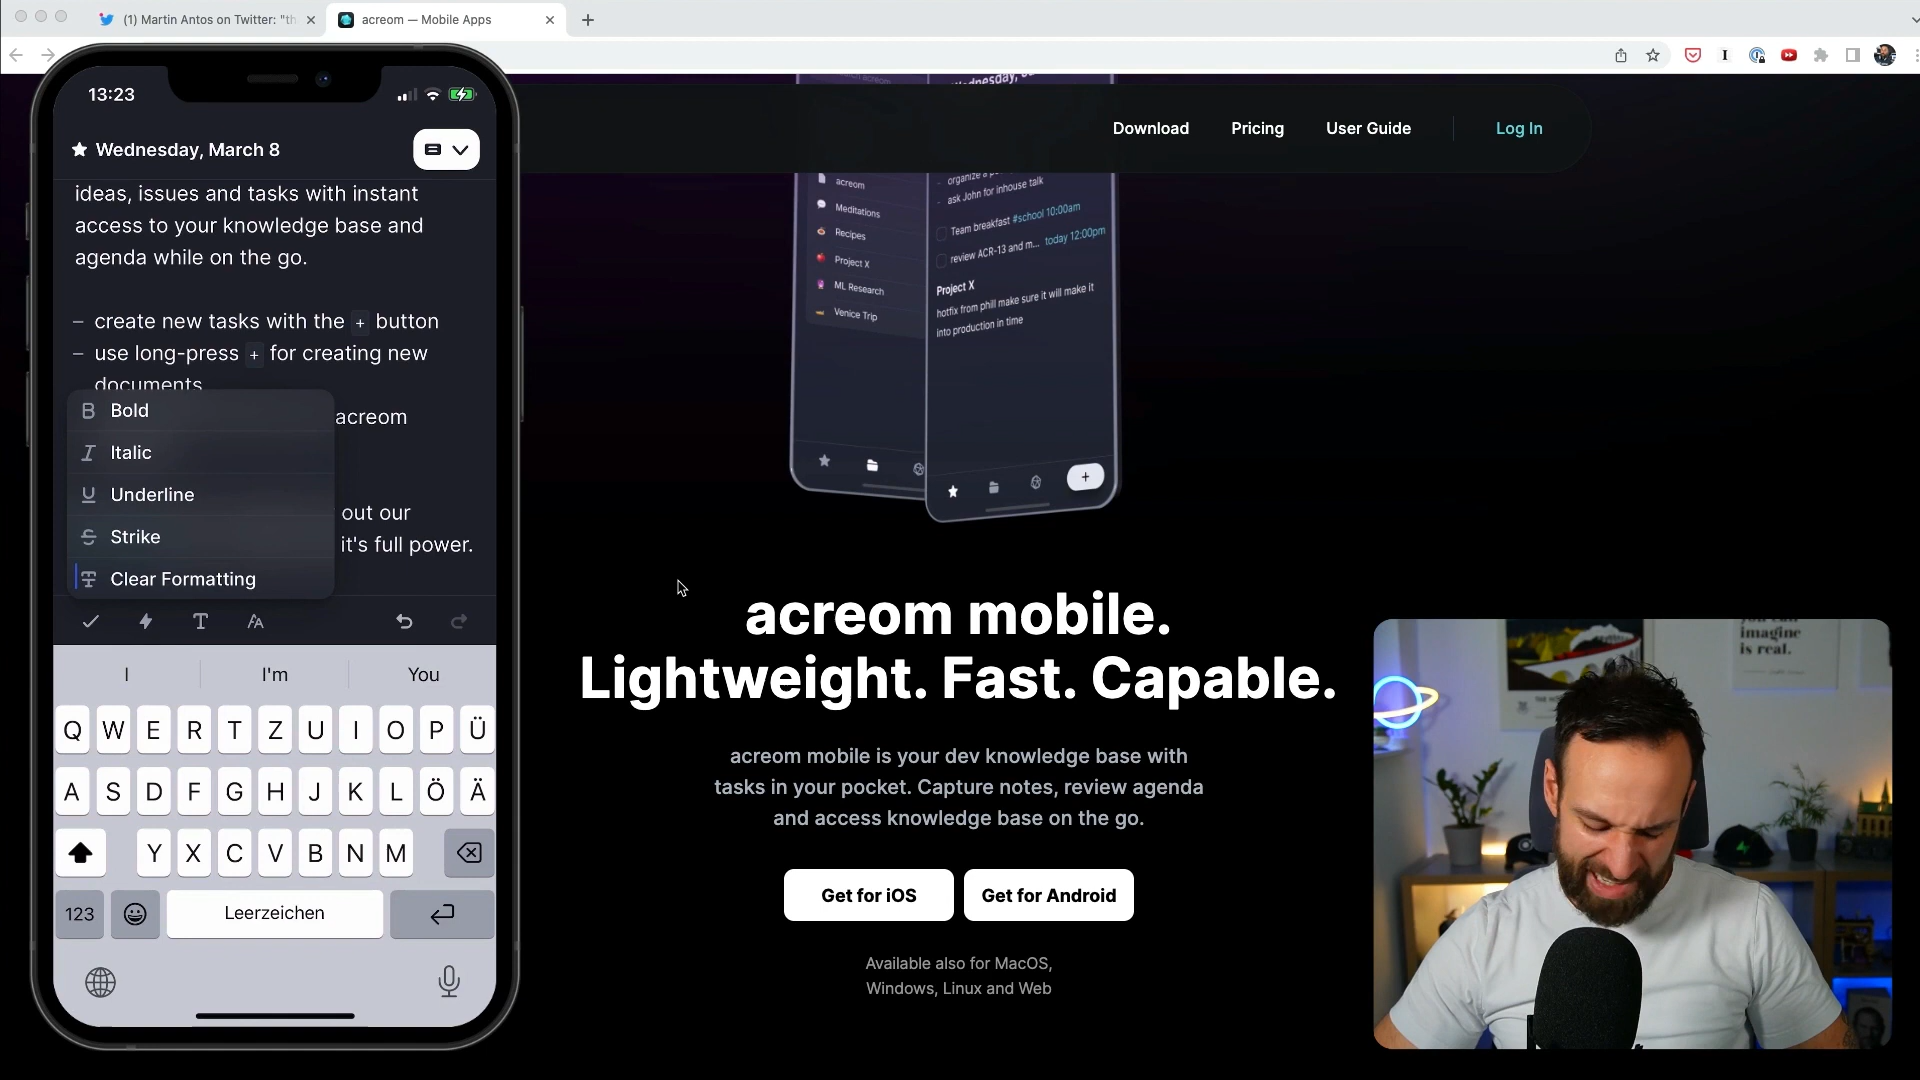 (1) Martin Antos on Twitter: "th
acreom — Mobile Apps
13:23
Wednesday, March 8
ideas, issues and tasks with instant
access to your knowledge base and
agenda while on the go.
– create new tasks with the + button
– use long-press + for creating new
documents
acreom
out our
it's full power.
Bold
Italic
Underline
Strike
Clear Formatting
I I'm You
Q W E R T Z U I O P Ü
A S D F G H J K L Ö Ä
Y X C V B N M
123 Leerzeichen
Download Pricing User Guide Log In
acreom
Meditations
Recipes
Project X
ML Research
Venice Trip
ask John for inhouse talk
Team breakfast #school 10:00am
review ACR-13 and m... today 12:00pm
Project X
hotfix from phill make sure it will make it
into production in time
acreom mobile.
Lightweight. Fast. Capable.
acreom mobile is your dev knowledge base with
tasks in your pocket. Capture notes, review agenda
and access knowledge base on the go.
Get for iOS Get for Android
Available also for MacOS,
Windows, Linux and Web
you can
imagine
is real.